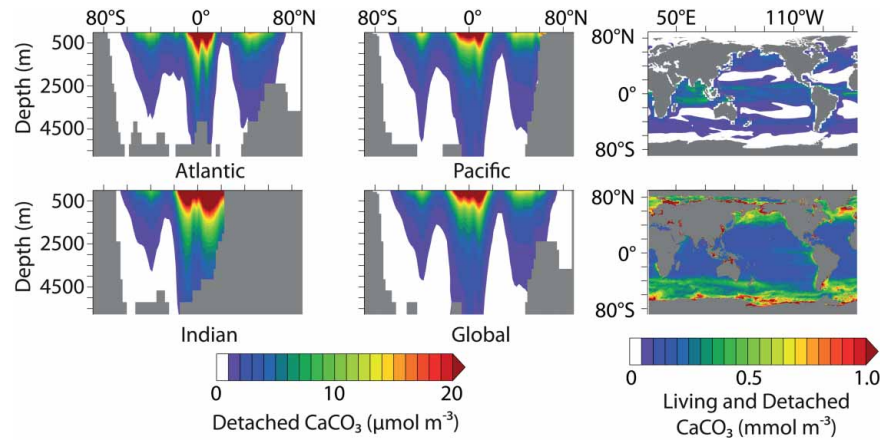 80°S 0° 80°N
80°S 0° 80°N
50°E 110°W
Depth (m)
500
2500
4500
Atlantic
Pacific
80°N
0°
80°S
Depth (m)
500
2500
4500
Indian
Global
80°N
0°
80°S
0 10 20
Detached CaCO₃ (μmol m⁻³)
0 0.5 1.0
Living and Detached
CaCO₃ (mmol m⁻³)